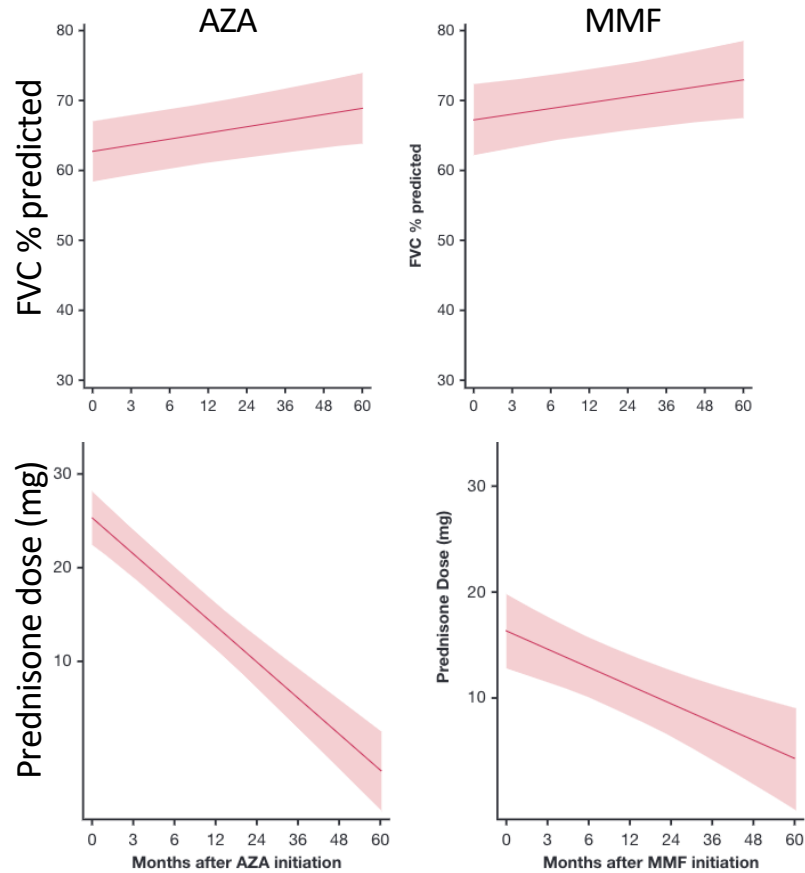 AZA
MMF
FVC % predicted
80
70
60
50
40
30
0 3 6 12 24 36 48 60
FVC % predicted
80
70
60
50
40
30
0 3 6 12 24 36 48 60
Prednisone dose (mg)
30
20
10
0 3 6 12 24 36 48 60
Months after AZA initiation
Prednisone Dose (mg)
30
20
10
0 3 6 12 24 36 48 60
Months after MMF initiation